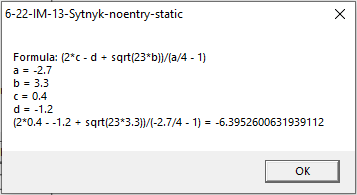 6-22-IM-13-Sytnyk-noentry-static
Formula: (2*c - d + sqrt(23*b))/(a/4 - 1)
a = -2.7
b = 3.3
c = 0.4
d = -1.2
(2*0.4 - -1.2 + sqrt(23*3.3))/(-2.7/4 - 1) = -6.3952600631939112
OK